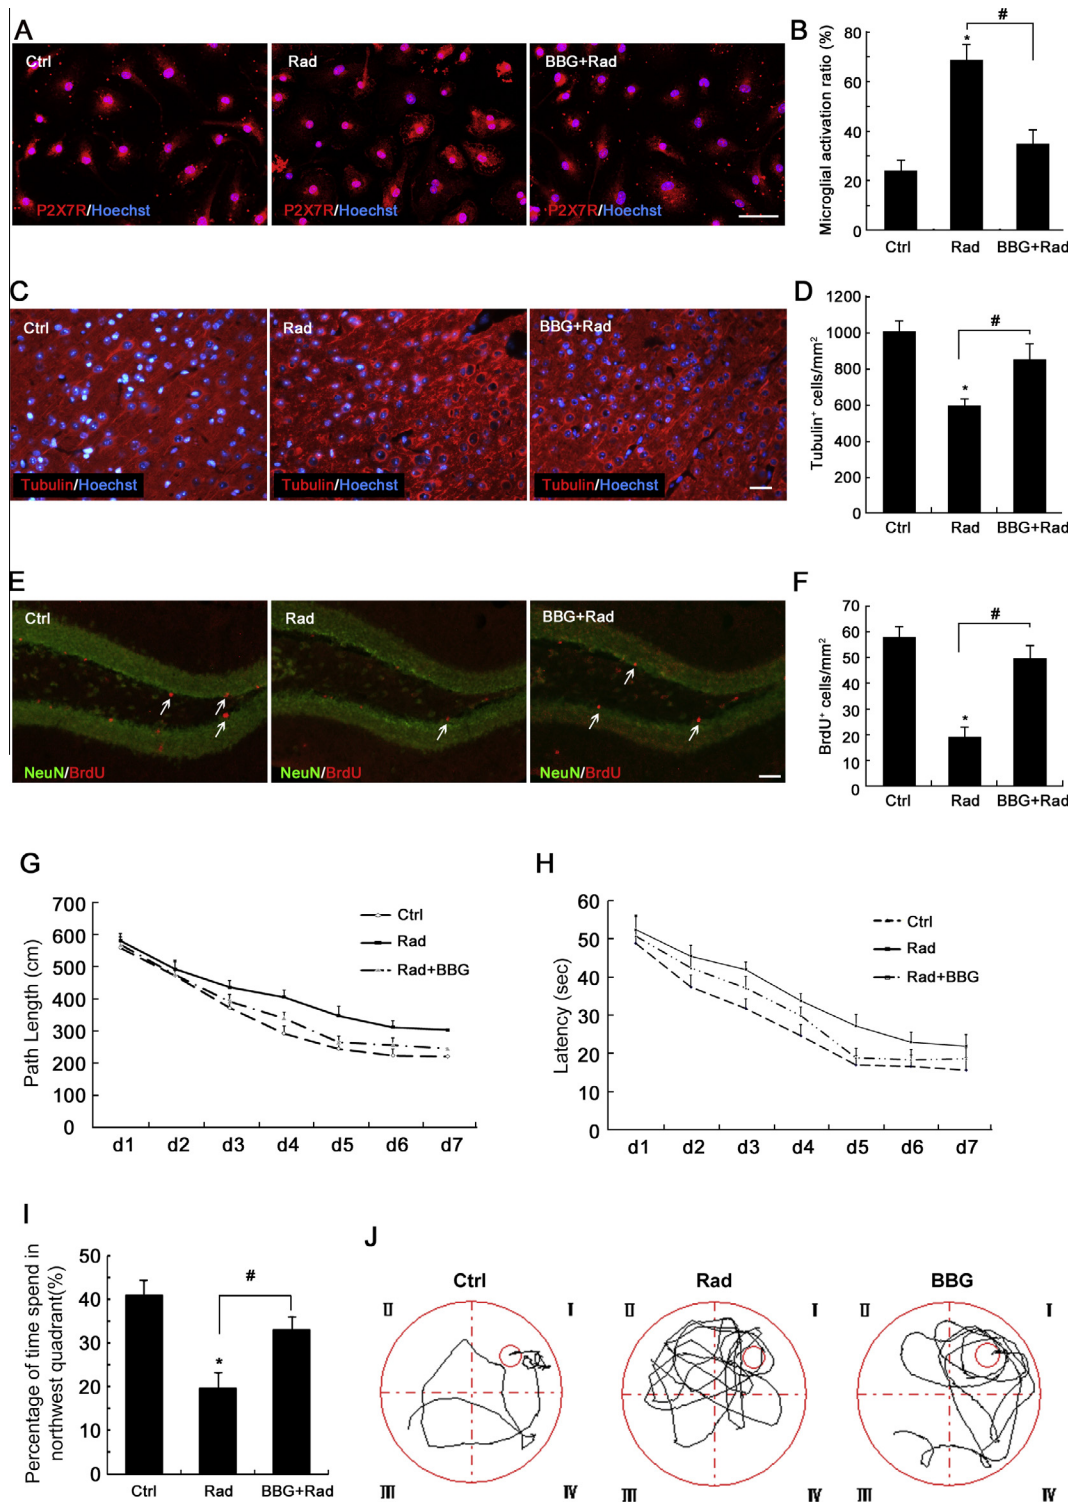 A
Ctrl
Rad
BBG+Rad
P2X7R/Hoechst
P2X7R/Hoechst
P2X7R/Hoechst
B
Microglial activation ratio (%)
80
60
40
20
0
*
#
Ctrl
Rad
BBG+Rad
C
Ctrl
Rad
BBG+Rad
Tubulin/Hoechst
Tubulin/Hoechst
Tubulin/Hoechst
D
Tubulin⁺ cells/mm²
1200
1000
800
600
400
200
0
*
#
Ctrl
Rad
BBG+Rad
E
Ctrl
Rad
BBG+Rad
NeuN/BrdU
NeuN/BrdU
NeuN/BrdU
F
BrdU⁺ cells/mm²
70
60
50
40
30
20
10
0
*
#
Ctrl
Rad
BBG+Rad
G
Path Length (cm)
700
600
500
400
300
200
100
0
d1 d2 d3 d4 d5 d6 d7
Ctrl
Rad
Rad+BBG
H
Latency (sec)
60
50
40
30
20
10
0
d1 d2 d3 d4 d5 d6 d7
Ctrl
Rad
Rad+BBG
I
Percentage of time spend in
northwest quadrant(%)
50
40
30
20
10
0
*
#
Ctrl
Rad
BBG+Rad
J
Ctrl
II I
III IV
Rad
II I
III IV
BBG
II I
III IV